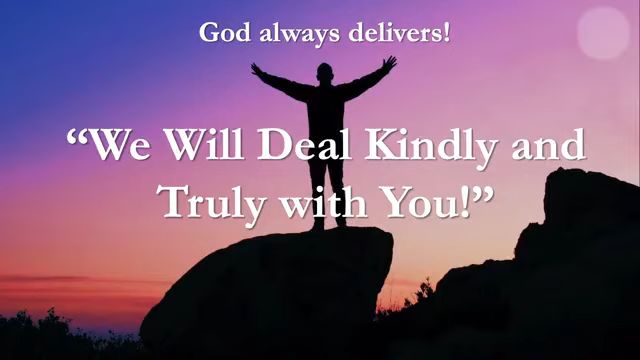 God always delivers!
“We Will Deal Kindly and
Truly with You!”